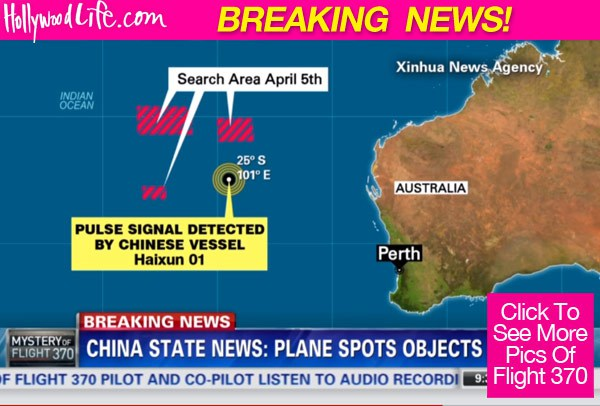 HollywoodLife.com
BREAKING NEWS!
Search Area April 5th
Xinhua News Agency
INDIAN
OCEAN
25° S
101° E
AUSTRALIA
PULSE SIGNAL DETECTED
BY CHINESE VESSEL
Haixun 01
Perth
Click To
See More
Pics Of
Flight 370
BREAKING NEWS
MYSTERY OF
FLIGHT 370
CHINA STATE NEWS: PLANE SPOTS OBJECTS
OF FLIGHT 370 PILOT AND CO-PILOT LISTEN TO AUDIO RECORDI